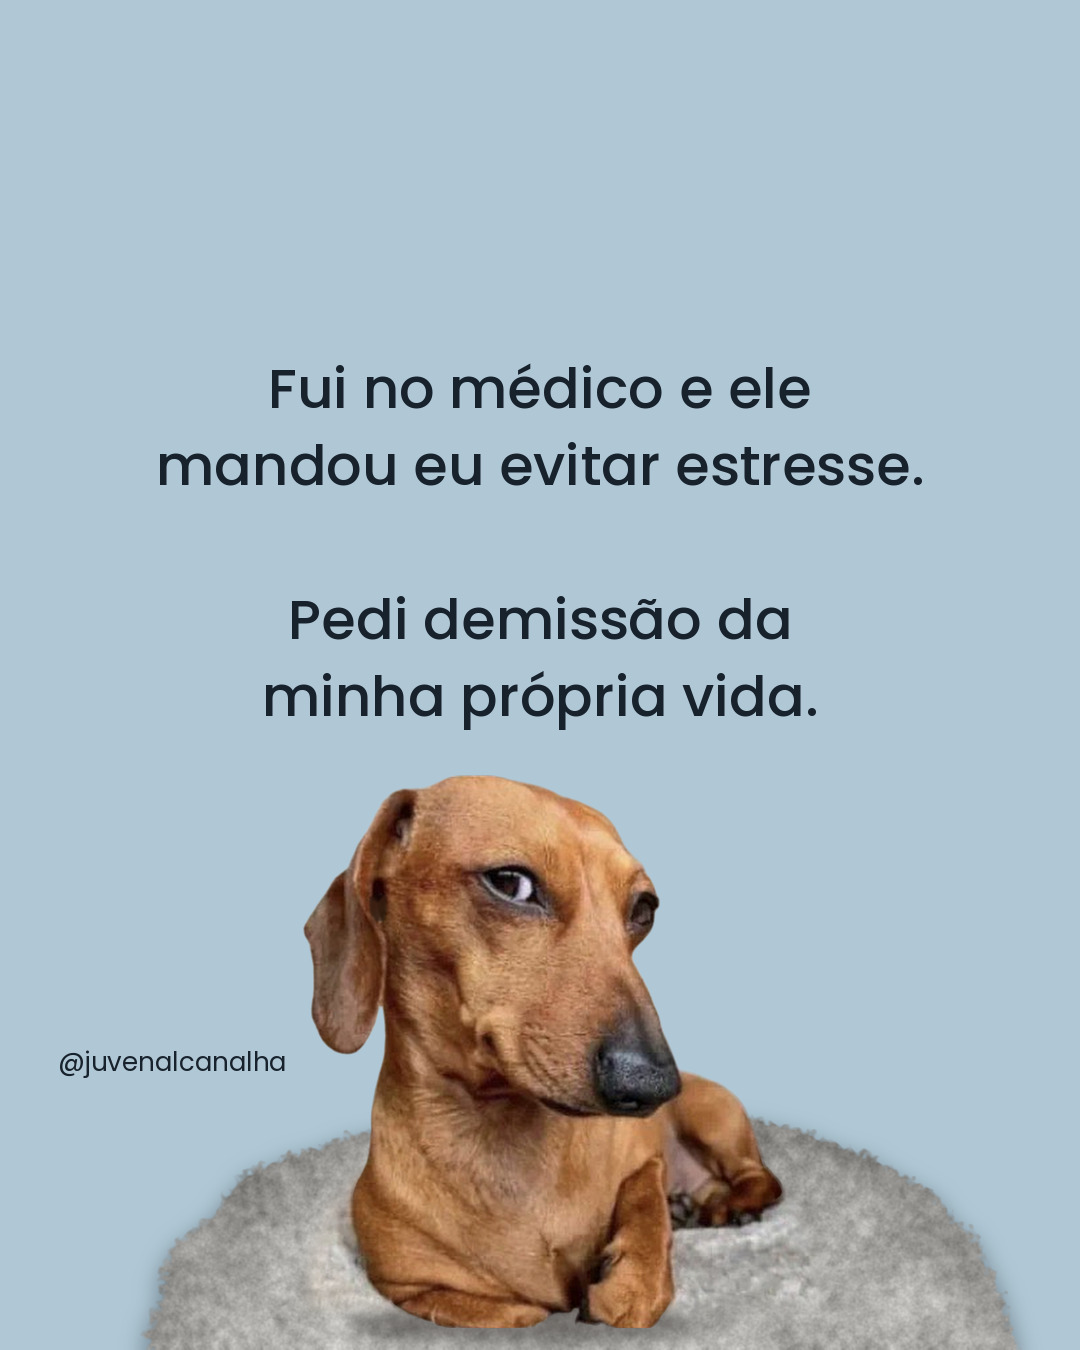 Fui no médico e ele
mandou eu evitar estresse.
Pedi demissão da
minha própria vida.
@juvenalcanalha